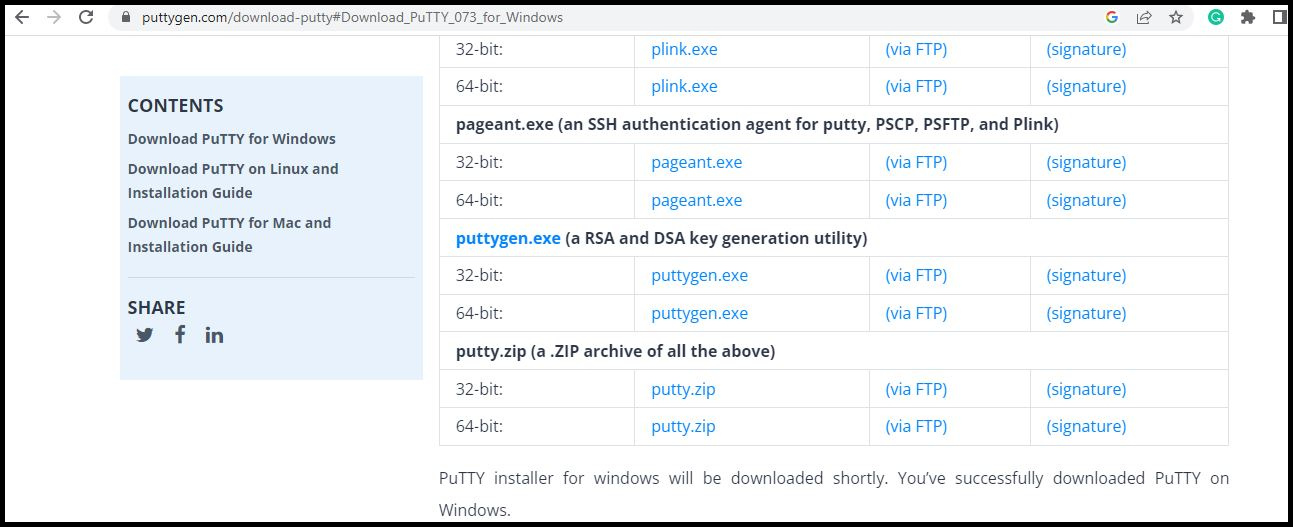 puttygen.com/download-putty#Download_PuTTY_073_for_Windows
CONTENTS
Download PuTTY for Windows
Download PuTTY on Linux and
Installation Guide
Download PuTTY for Mac and
Installation Guide
SHARE
32-bit: plink.exe (via FTP) (signature)
64-bit: plink.exe (via FTP) (signature)
pageant.exe (an SSH authentication agent for putty, PSCP, PSFTP, and Plink)
32-bit: pageant.exe (via FTP) (signature)
64-bit: pageant.exe (via FTP) (signature)
puttygen.exe (a RSA and DSA key generation utility)
32-bit: puttygen.exe (via FTP) (signature)
64-bit: puttygen.exe (via FTP) (signature)
putty.zip (a .ZIP archive of all the above)
32-bit: putty.zip (via FTP) (signature)
64-bit: putty.zip (via FTP) (signature)
PuTTY installer for windows will be downloaded shortly. You’ve successfully downloaded PuTTY on
Windows.